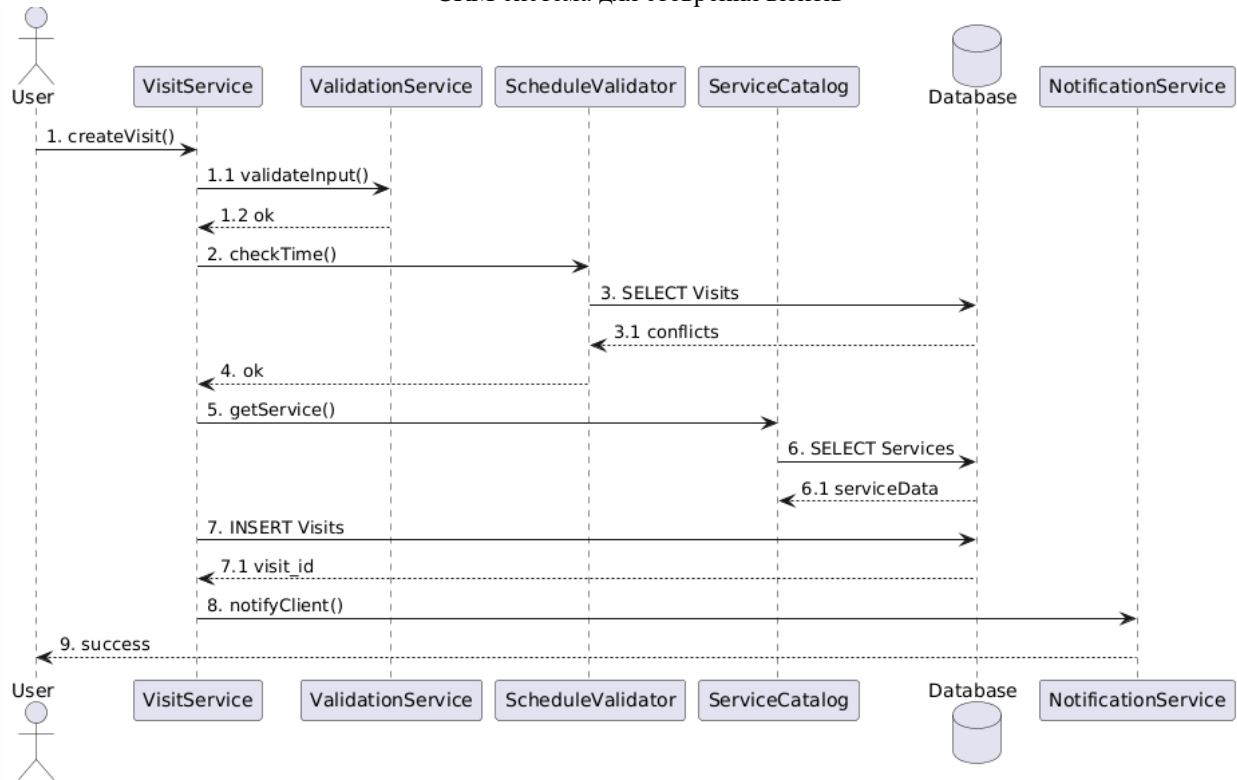 User
VisitService
ValidationService
ScheduleValidator
ServiceCatalog
Database
NotificationService
1. createVisit()
1.1 validateInput()
1.2 ok
2. checkTime()
3. SELECT Visits
3.1 conflicts
4. ok
5. getService()
6. SELECT Services
6.1 serviceData
7. INSERT Visits
7.1 visit_id
8. notifyClient()
9. success
User
VisitService
ValidationService
ScheduleValidator
ServiceCatalog
Database
NotificationService